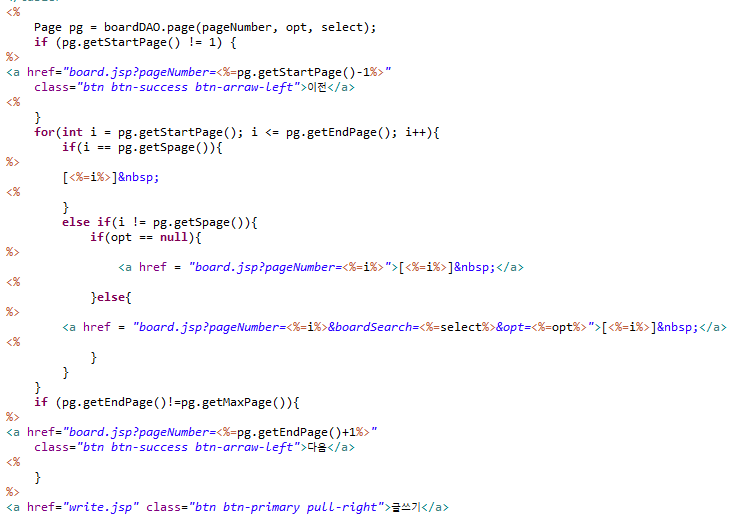 <%
    Page pg = boardDAO.page(pageNumber, opt, select);
    if (pg.getStartPage() != 1) {
%>
<a href="board.jsp?pageNumber=<%=pg.getStartPage()-1%>"
    class="btn btn-success btn-arraw-left">이전</a>
<%
    }
    for(int i = pg.getStartPage(); i <= pg.getEndPage(); i++){
        if(i == pg.getSpage()){
%>
        [<%=i%>]&nbsp;
<%
        }
        else if(i != pg.getSpage()){
            if(opt == null){
%>
                <a href = "board.jsp?pageNumber=<%=i%>">[<%=i%>]&nbsp;</a>
<%
            }else{
%>
        <a href = "board.jsp?pageNumber=<%=i%>&boardSearch=<%=select%>&opt=<%=opt%>">[<%=i%>]&nbsp;</a>
<%
            }
        }
    }
    if (pg.getEndPage()!=pg.getMaxPage()){
%>
<a href="board.jsp?pageNumber=<%=pg.getEndPage()+1%>"
    class="btn btn-success btn-arraw-left">다음</a>
<%
    }
%>
<a href="write.jsp" class="btn btn-primary pull-right">글쓰기</a>